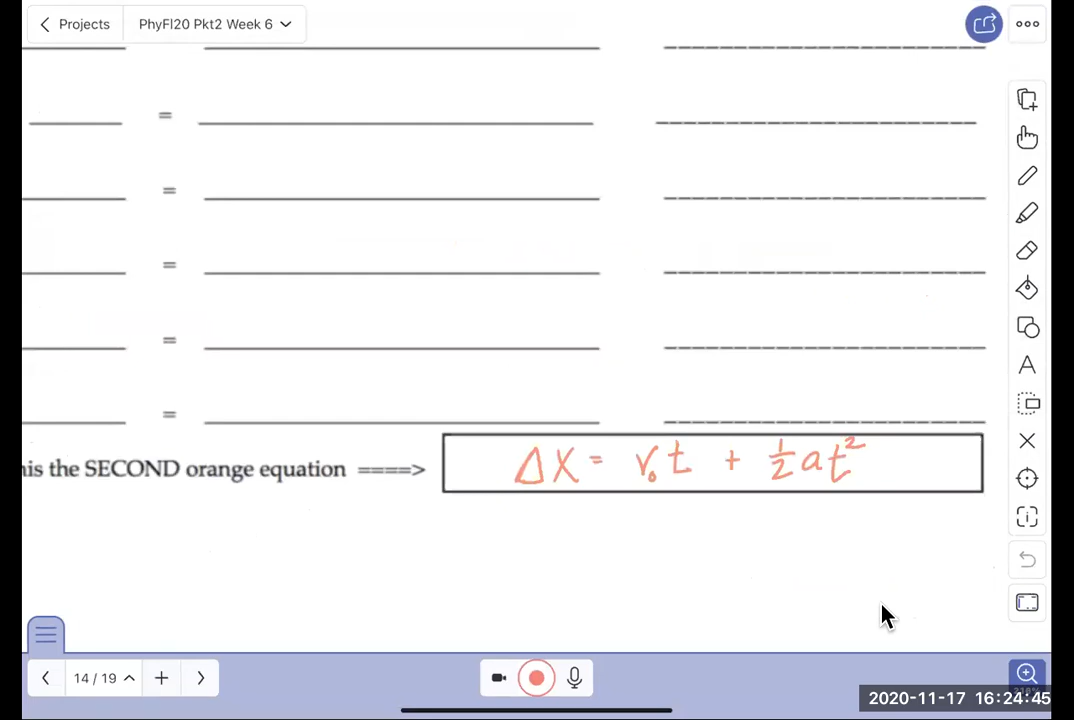 Projects PhyFl20 Pkt2 Week 6
=
=
=
=
=
his the SECOND orange equation ====> Δx = v₀t + ½at²
14 / 19
2020-11-17 16:24:45